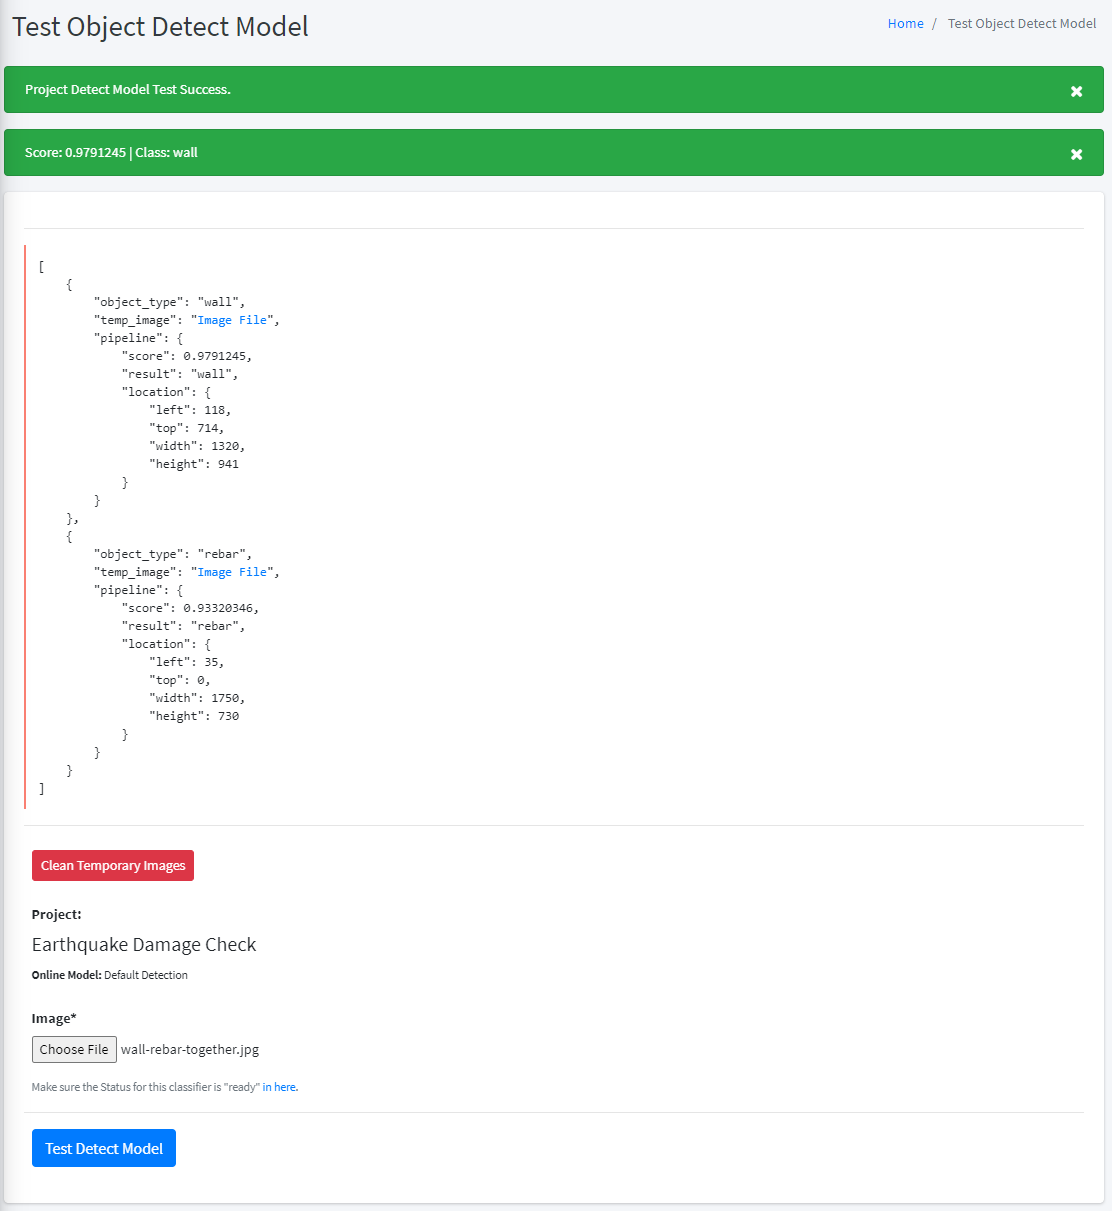 Test Object Detect Model
Home / Test Object Detect Model
Project Detect Model Test Success.
Score: 0.9791245 | Class: wall
[
    {
        "object_type": "wall",
        "temp_image": "Image File",
        "pipeline": {
            "score": 0.9791245,
            "result": "wall",
            "location": {
                "left": 118,
                "top": 714,
                "width": 1320,
                "height": 941
            }
        }
    },
    {
        "object_type": "rebar",
        "temp_image": "Image File",
        "pipeline": {
            "score": 0.93320346,
            "result": "rebar",
            "location": {
                "left": 35,
                "top": 0,
                "width": 1750,
                "height": 730
            }
        }
    }
]
Clean Temporary Images
Project:
Earthquake Damage Check
Online Model: Default Detection
Image*
Choose File wall-rebar-together.jpg
Make sure the Status for this classifier is "ready" in here.
Test Detect Model